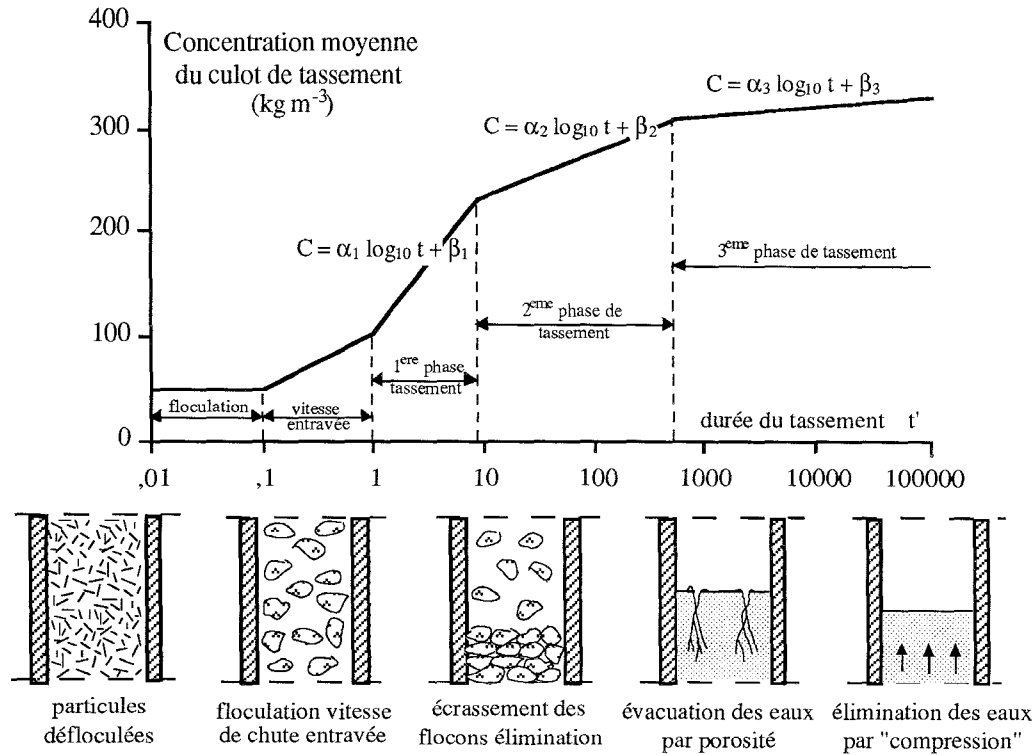 400
Concentration moyenne
du culot de tassement
(kg m⁻³)
C = α₃ log₁₀ t + β₃
300
C = α₂ log₁₀ t + β₂
200
C = α₁ log₁₀ t + β₁
3eme phase de tassement
2eme phase de
tassement
100
1ere phase
tassement
floculation
vitesse
entravée
durée du tassement t'
0
,01
,1
1
10
100
1000
10000
100000
particules
défloculées
floculation vitesse
de chute entravée
écrassement des
flocons élimination
évacuation des eaux
par porosité
élimination des eaux
par "compression"